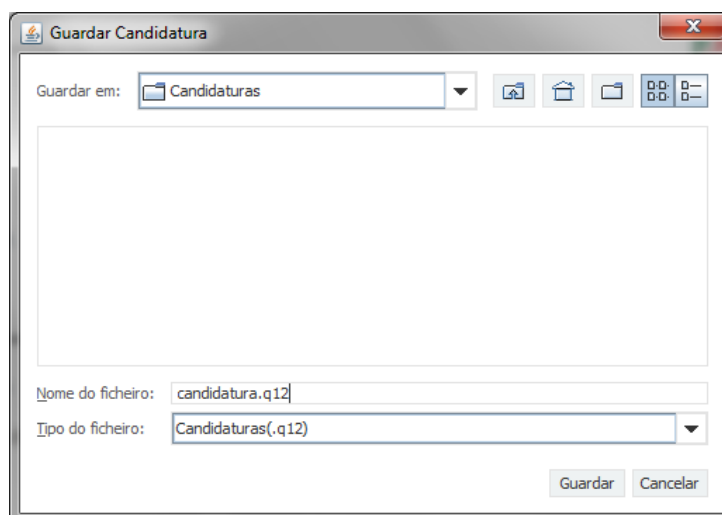 Guardar Candidatura
Guardar em: Candidaturas
Nome do ficheiro: candidatura.q12
Tipo do ficheiro: Candidaturas(.q12)
Guardar Cancelar